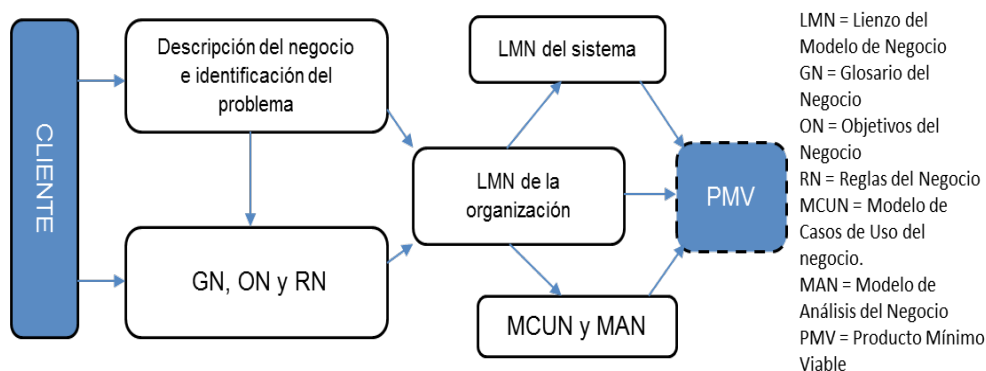 CLIENTE
Descripción del negocio
e identificación del
problema
GN, ON y RN
LMN de la
organización
LMN del sistema
MCUN y MAN
PMV
LMN = Lienzo del
Modelo de Negocio
GN = Glosario del
Negocio
ON = Objetivos del
Negocio
RN = Reglas del Negocio
MCUN = Modelo de
Casos de Uso del
negocio.
MAN = Modelo de
Análisis del Negocio
PMV = Producto Mínimo
Viable